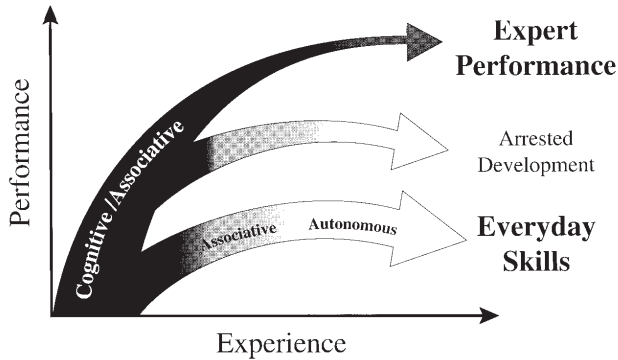 Expert
Performance
Arrested
Development
Everyday
Skills
Cognitive/Associative
Associative
Autonomous
Performance
Experience